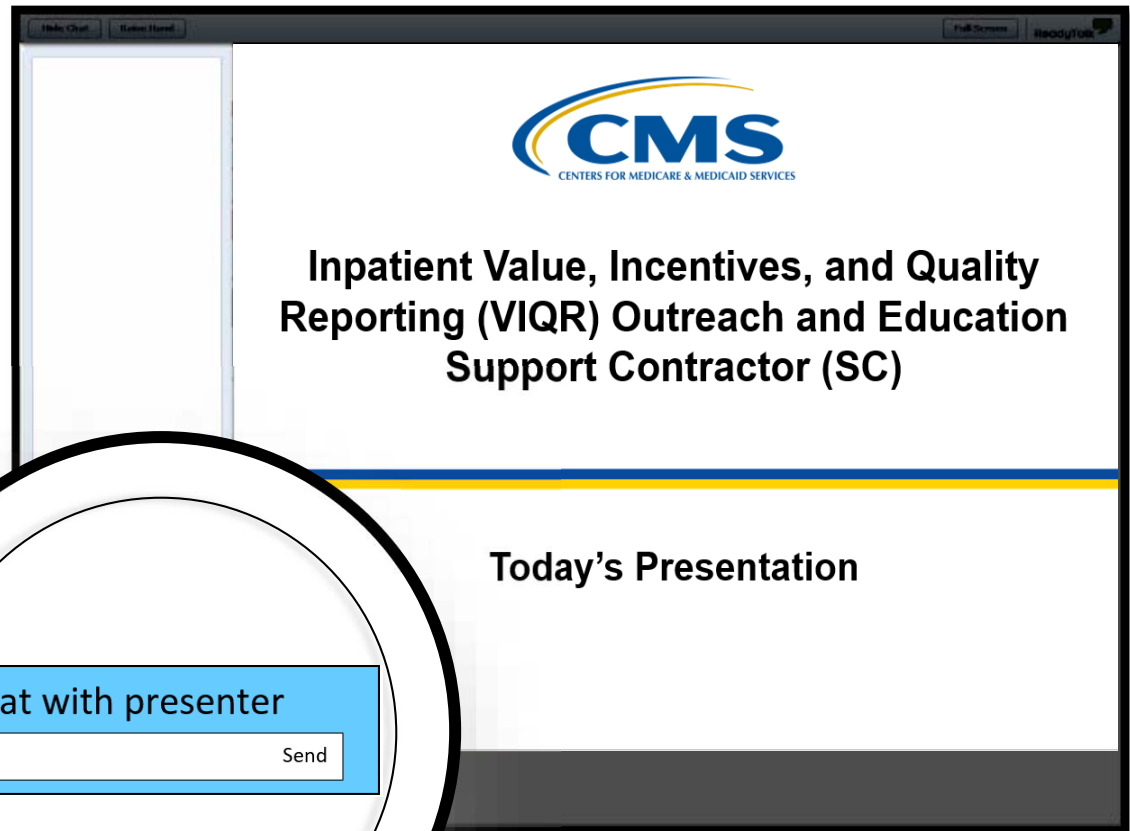 Hide Chat
Raise Hand
Full Screen
ReadyTalk
CMS
CENTERS FOR MEDICARE & MEDICAID SERVICES
Inpatient Value, Incentives, and Quality
Reporting (VIQR) Outreach and Education
Support Contractor (SC)
Today’s Presentation
at with presenter
Send